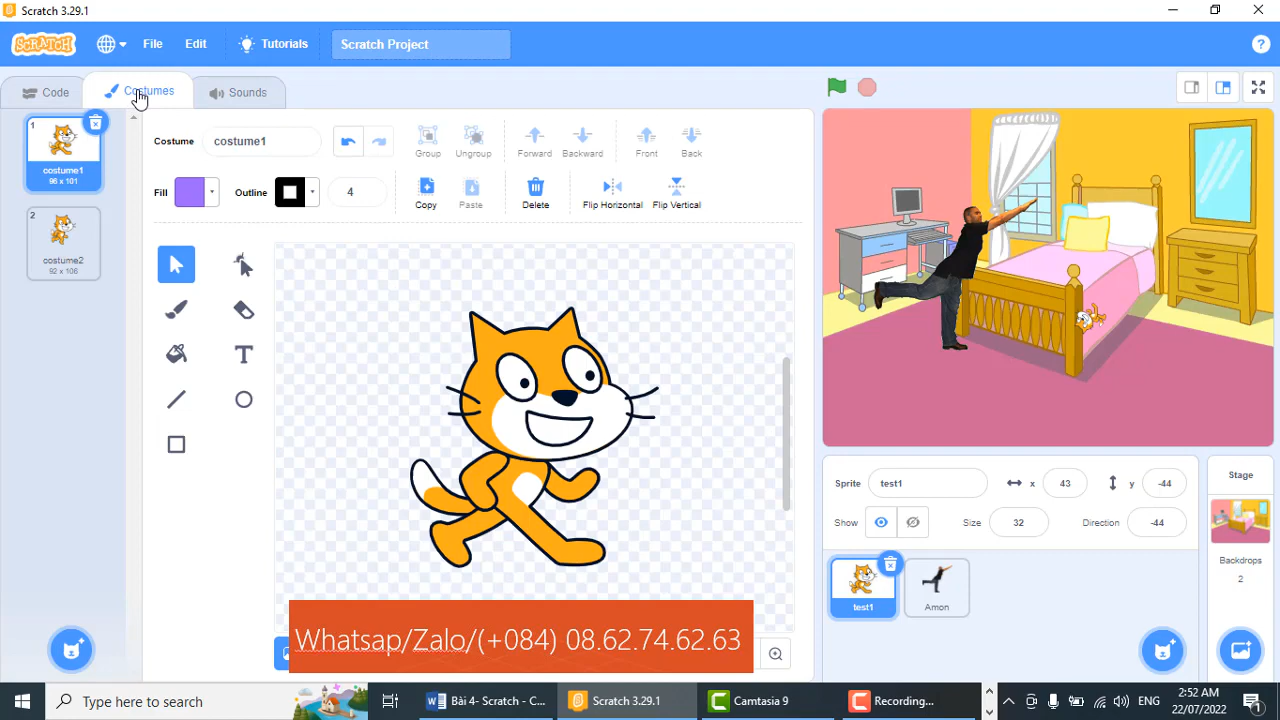 Scratch 3.29.1
SCRATCH
File
Edit
Tutorials
Scratch Project
Code
Costumes
Sounds
1
costume1
96 x 101
2
costume2
92 x 106
Costume
costume1
Group
Ungroup
Forward
Backward
Front
Back
Fill
Outline
4
Copy
Paste
Delete
Flip Horizontal
Flip Vertical
Whatsap/Zalo/(+084) 08.62.74.62.63
Sprite
test1
x
43
y
-44
Show
Size
32
Direction
-44
test1
Amon
Stage
Backdrops
2
Type here to search
Bài 4- Scratch - C...
Scratch 3.29.1
Camtasia 9
Recording...
ENG
2:52 AM
22/07/2022
1